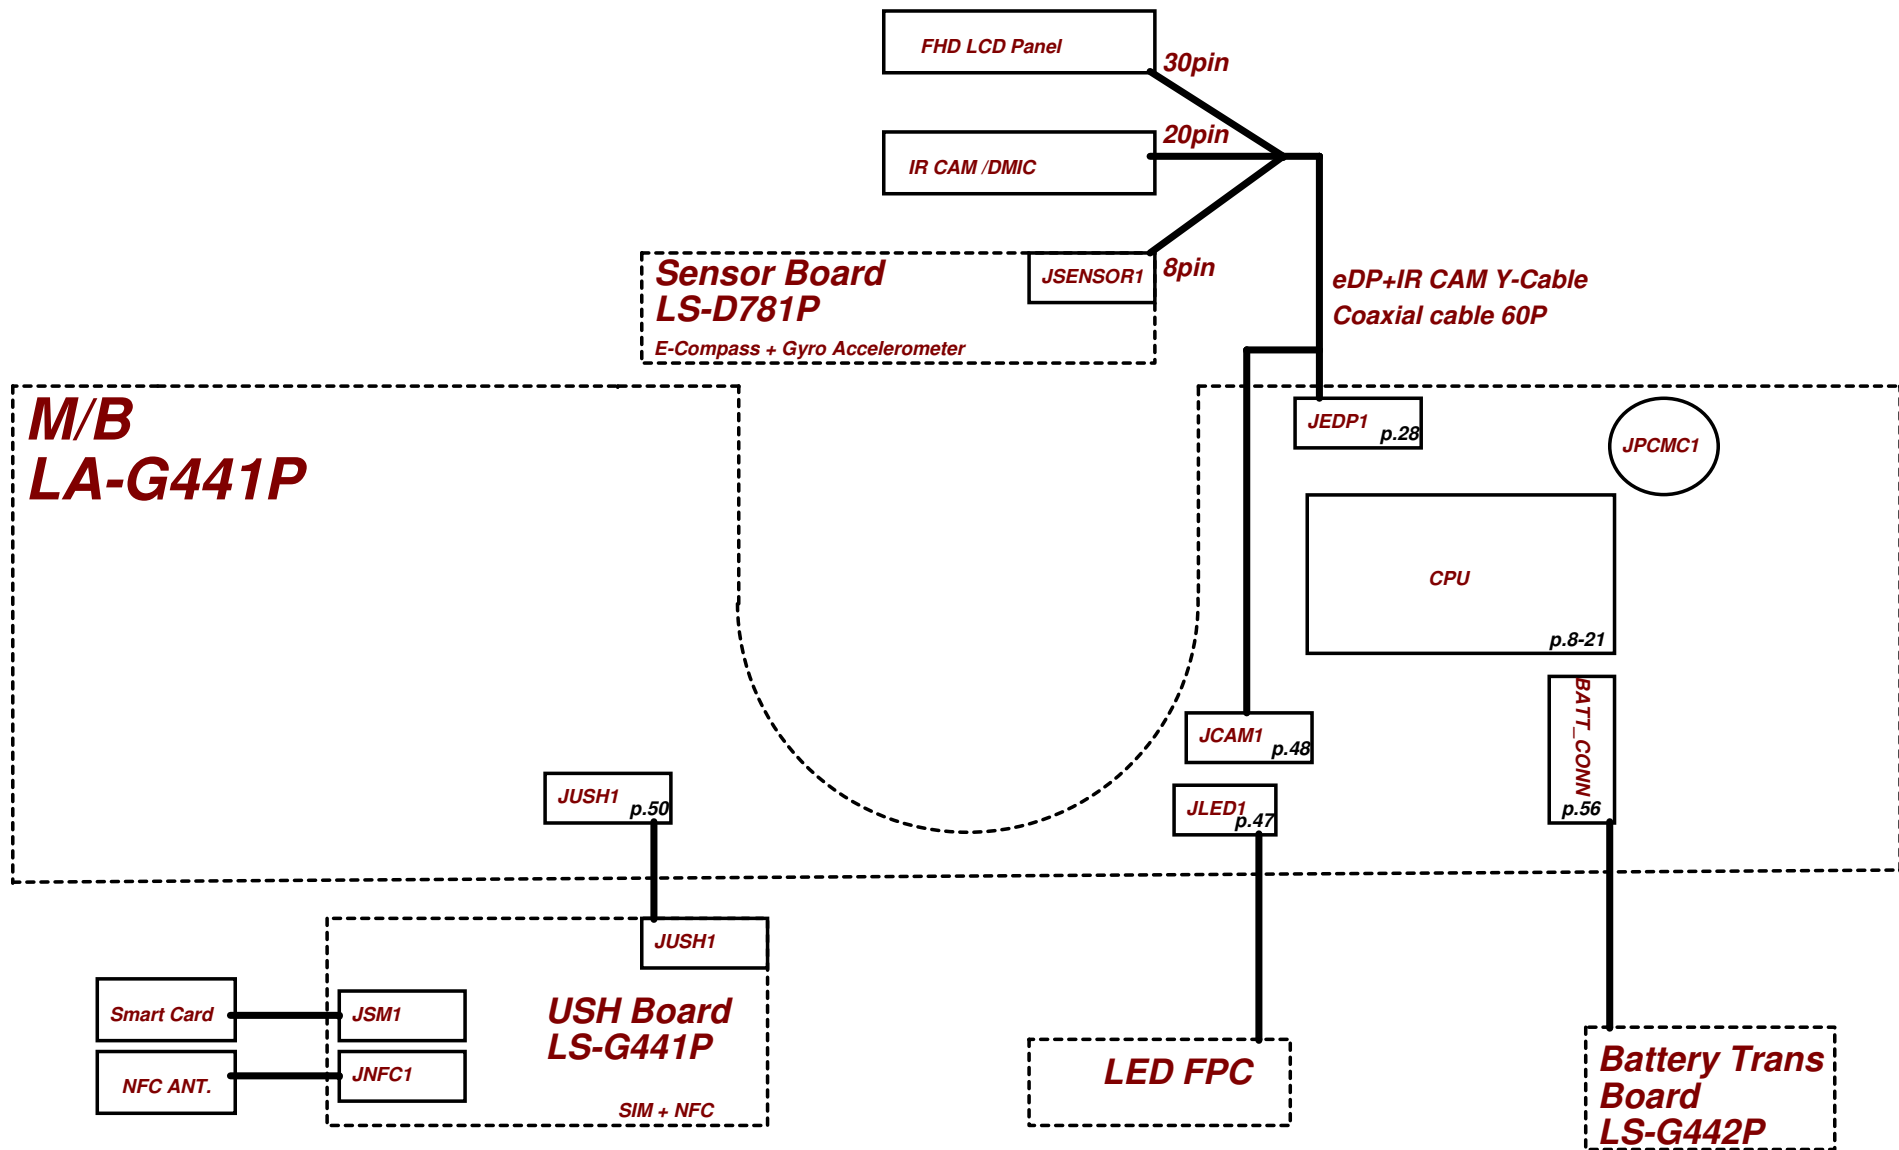 FHD LCD Panel
30pin
20pin
IR CAM /DMIC
Sensor Board
LS-D781P
E-Compass + Gyro Accelerometer
JSENSOR1
8pin
eDP+IR CAM Y-Cable
Coaxial cable 60P
M/B
LA-G441P
JEDP1
p.28
JPCMC1
CPU
p.8-21
BATT_CONN
p.56
JCAM1
p.48
JUSH1
p.50
JLED1
p.47
JUSH1
Smart Card
JSM1
USH Board
LS-G441P
NFC ANT.
JNFC1
SIM + NFC
LED FPC
Battery Trans
Board
LS-G442P